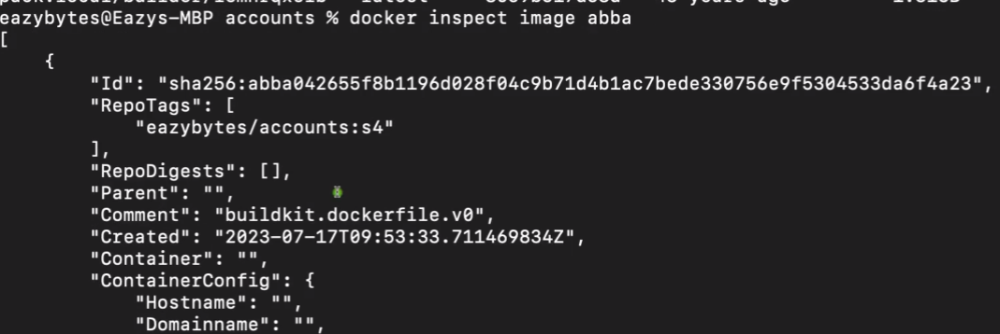 eazybytes@Eazys-MBP accounts % docker inspect image abba
[
    {
        "Id": "sha256:abba042655f8b1196d028f04c9b71d4b1ac7bede330756e9f5304533da6f4a23",
        "RepoTags": [
            "eazybytes/accounts:s4"
        ],
        "RepoDigests": [],
        "Parent": "",
        "Comment": "buildkit.dockerfile.v0",
        "Created": "2023-07-17T09:53:33.711469834Z",
        "Container": "",
        "ContainerConfig": {
            "Hostname": "",
            "Domainname": "",